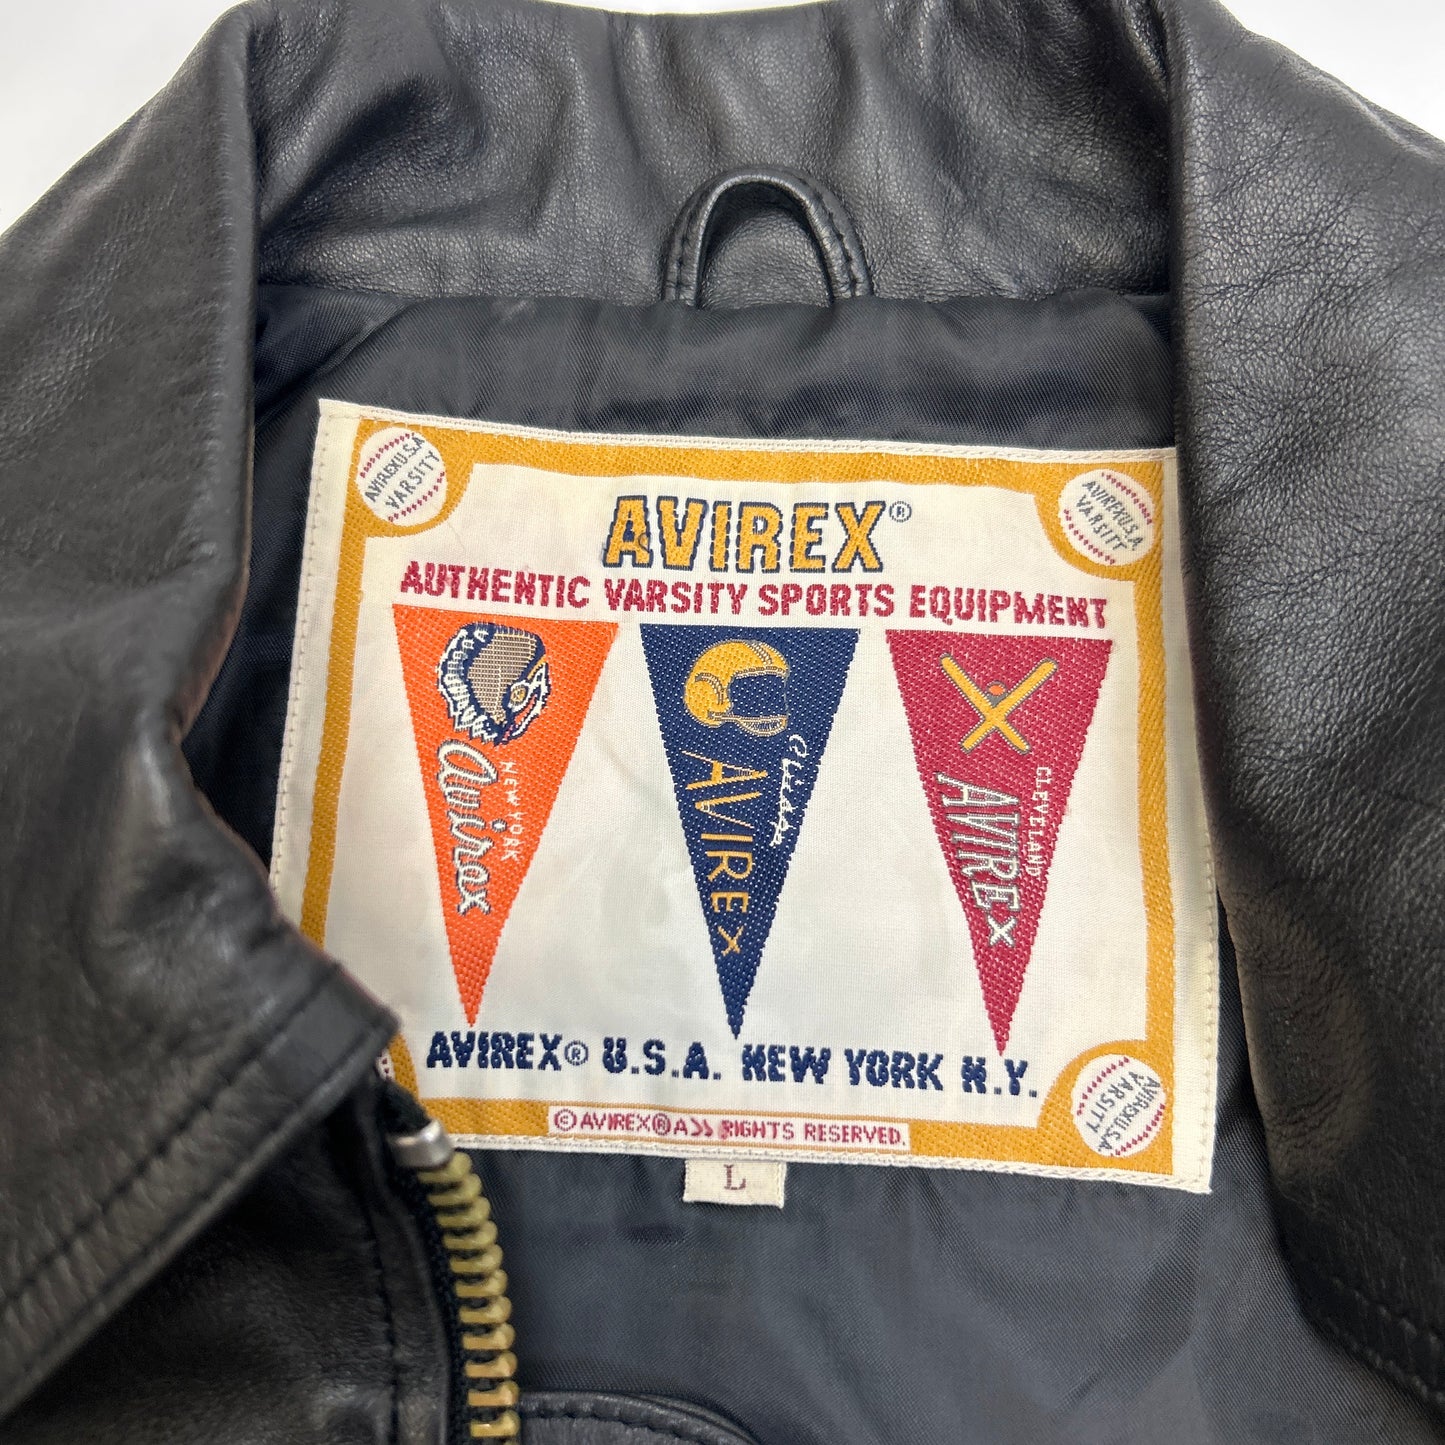 AVIREX U.S.A.
VARSITY
AVIREX U.S.A.
VARSITY
AVIREX®
AUTHENTIC VARSITY SPORTS EQUIPMENT
NEW YORK
avirex
AVIREX
CLEVELAND
AVIREX
AVIREX® U.S.A. NEW YORK N.Y.
AVIREX U.S.A.
VARSITY
© AVIREX® RIGHTS RESERVED.
L